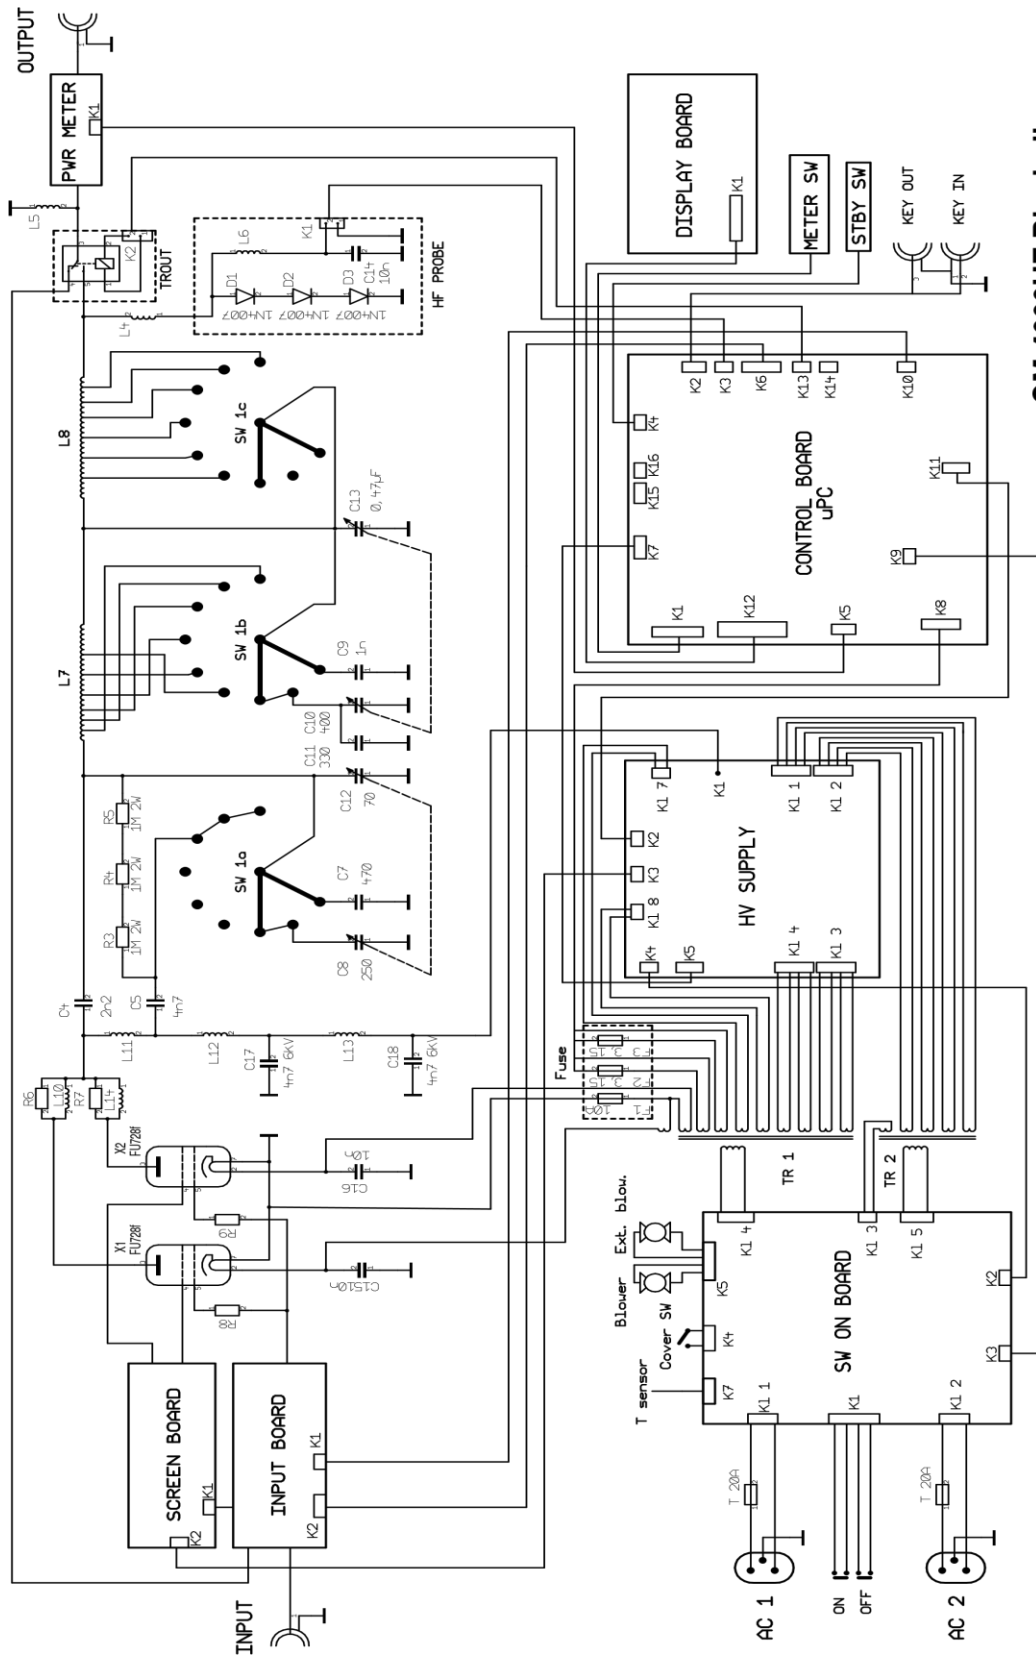 INPUT
SCREEN BOARD
K2
K1
INPUT BOARD
K2
K1
X1
FU728f
X2
FU728f
R8
R9
C15 10n
C16
10n
R6
L10
R7
L14
L11
L12
L13
C17
4n7 6KV
C18
4n7 6KV
C4
2n2
C5
4n7
R3
1M 2W
R4
1M 2W
R5
1M 2W
SW 1a
C8
250
C7
470
C12
70
L7
SW 1b
C11
330
C10
400
C9
1n
C13
0,47µF
L8
SW 1c
L4
TROUT
K2
L5
PWR METER
K1
OUTPUT
HF PROBE
D1
1N4007
D2
1N4007
D3
1N4007
L6
C14
10n
K1
AC 1
T 20A
ON
OFF
AC 2
T 20A
SW ON BOARD
K1 1
K1
K1 2
K7
K4
K5
K1 4
K1 3
K1 5
K3
K2
T sensor
Cover SW
Blower
Ext. blow.
TR 1
TR 2
Fuse
F1
10A
F2
3,15
F3
3,15
HV SUPPLY
K4
K5
K1 8
K3
K2
K1 7
K1
K1 4
K1 3
K1 1
K1 2
CONTROL BOARD
uPC
K1
K12
K5
K8
K7
K15
K16
K4
K9
K11
K2
K3
K6
K13
K14
K10
DISPLAY BOARD
K1
METER SW
STBY SW
KEY OUT
KEY IN